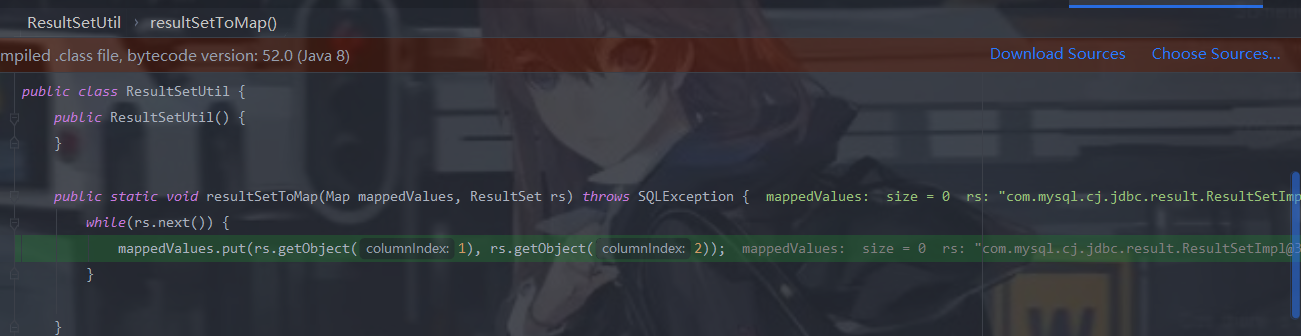 ResultSetUtil › resultSetToMap()
mpiled .class file, bytecode version: 52.0 (Java 8) Download Sources Choose Sources...
public class ResultSetUtil {
public ResultSetUtil() {
}
public static void resultSetToMap(Map mappedValues, ResultSet rs) throws SQLException { mappedValues: size = 0 rs: "com.mysql.cj.jdbc.result.ResultSetImp
while(rs.next()) {
mappedValues.put(rs.getObject( columnIndex: 1), rs.getObject( columnIndex: 2)); mappedValues: size = 0 rs: "com.mysql.cj.jdbc.result.ResultSetImpl@3
}
}
W